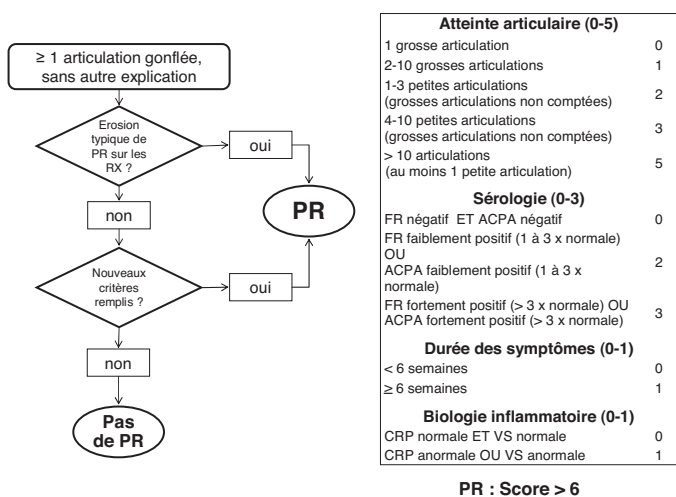 ≥ 1 articulation gonflée,
sans autre explication
Erosion
typique de
PR sur les
RX ?
oui
non
PR
Nouveaux
critères
remplis ?
oui
non
Pas
de PR
Atteinte articulaire (0-5)
1 grosse articulation 0
2-10 grosses articulations 1
1-3 petites articulations
(grosses articulations non comptées) 2
4-10 petites articulations
(grosses articulations non comptées) 3
> 10 articulations
(au moins 1 petite articulation) 5
Sérologie (0-3)
FR négatif ET ACPA négatif 0
FR faiblement positif (1 à 3 x normale)
OU
ACPA faiblement positif (1 à 3 x 2
normale)
FR fortement positif (> 3 x normale) OU
ACPA fortement positif (> 3 x normale) 3
Durée des symptômes (0-1)
< 6 semaines 0
≥ 6 semaines 1
Biologie inflammatoire (0-1)
CRP normale ET VS normale 0
CRP anormale OU VS anormale 1
PR : Score > 6